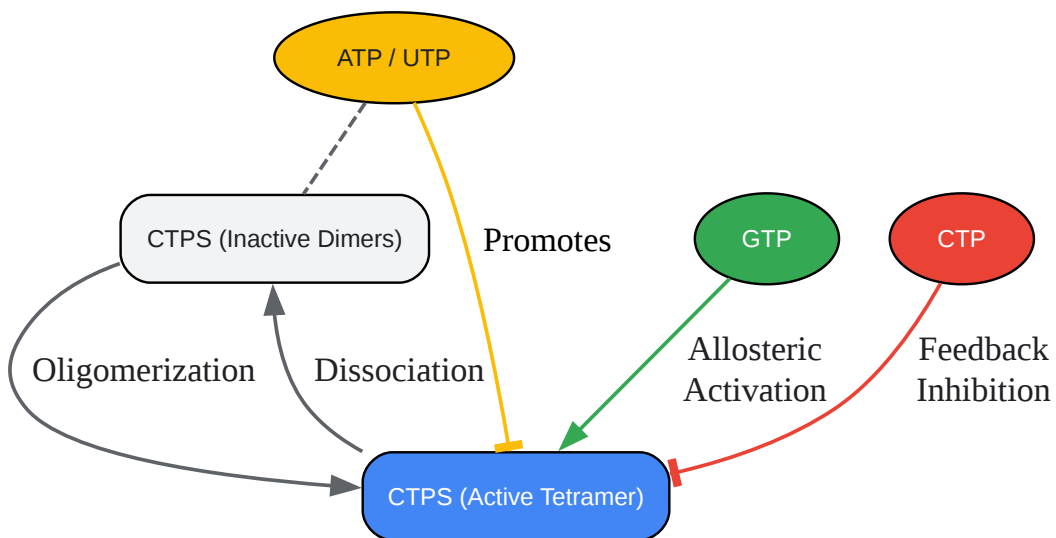 ATP / UTP
CTPS (Inactive Dimers)
Promotes
GTP
CTP
Oligomerization
Dissociation
Allosteric
Activation
Feedback
Inhibition
CTPS (Active Tetramer)